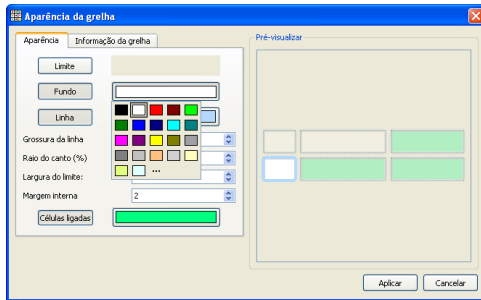 Aparência da grelha
Aparência
Informação da grelha
Pré-visualizar
Limite
Fundo
Linha
Grossura da linha
Raio do canto (%)
Largura do limite:
Margem interna
2
Células ligadas
...
Aplicar
Cancelar